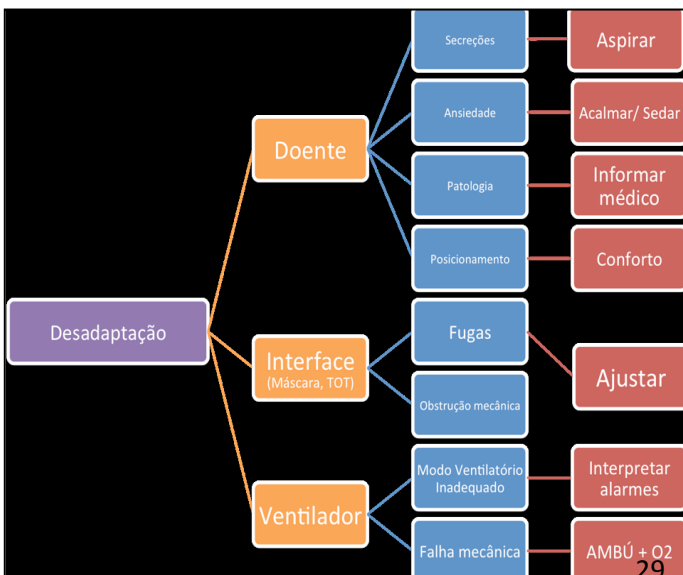 Secreções
Aspirar
Doente
Ansiedade
Acalmar/ Sedar
Patologia
Informar
médico
Posicionamento
Conforto
Desadaptação
Interface
(Máscara, TOT)
Fugas
Ajustar
Obstrução mecânica
Ventilador
Modo Ventilatório
Inadequado
Interpretar
alarmes
Falha mecânica
AMBÚ + O2
29